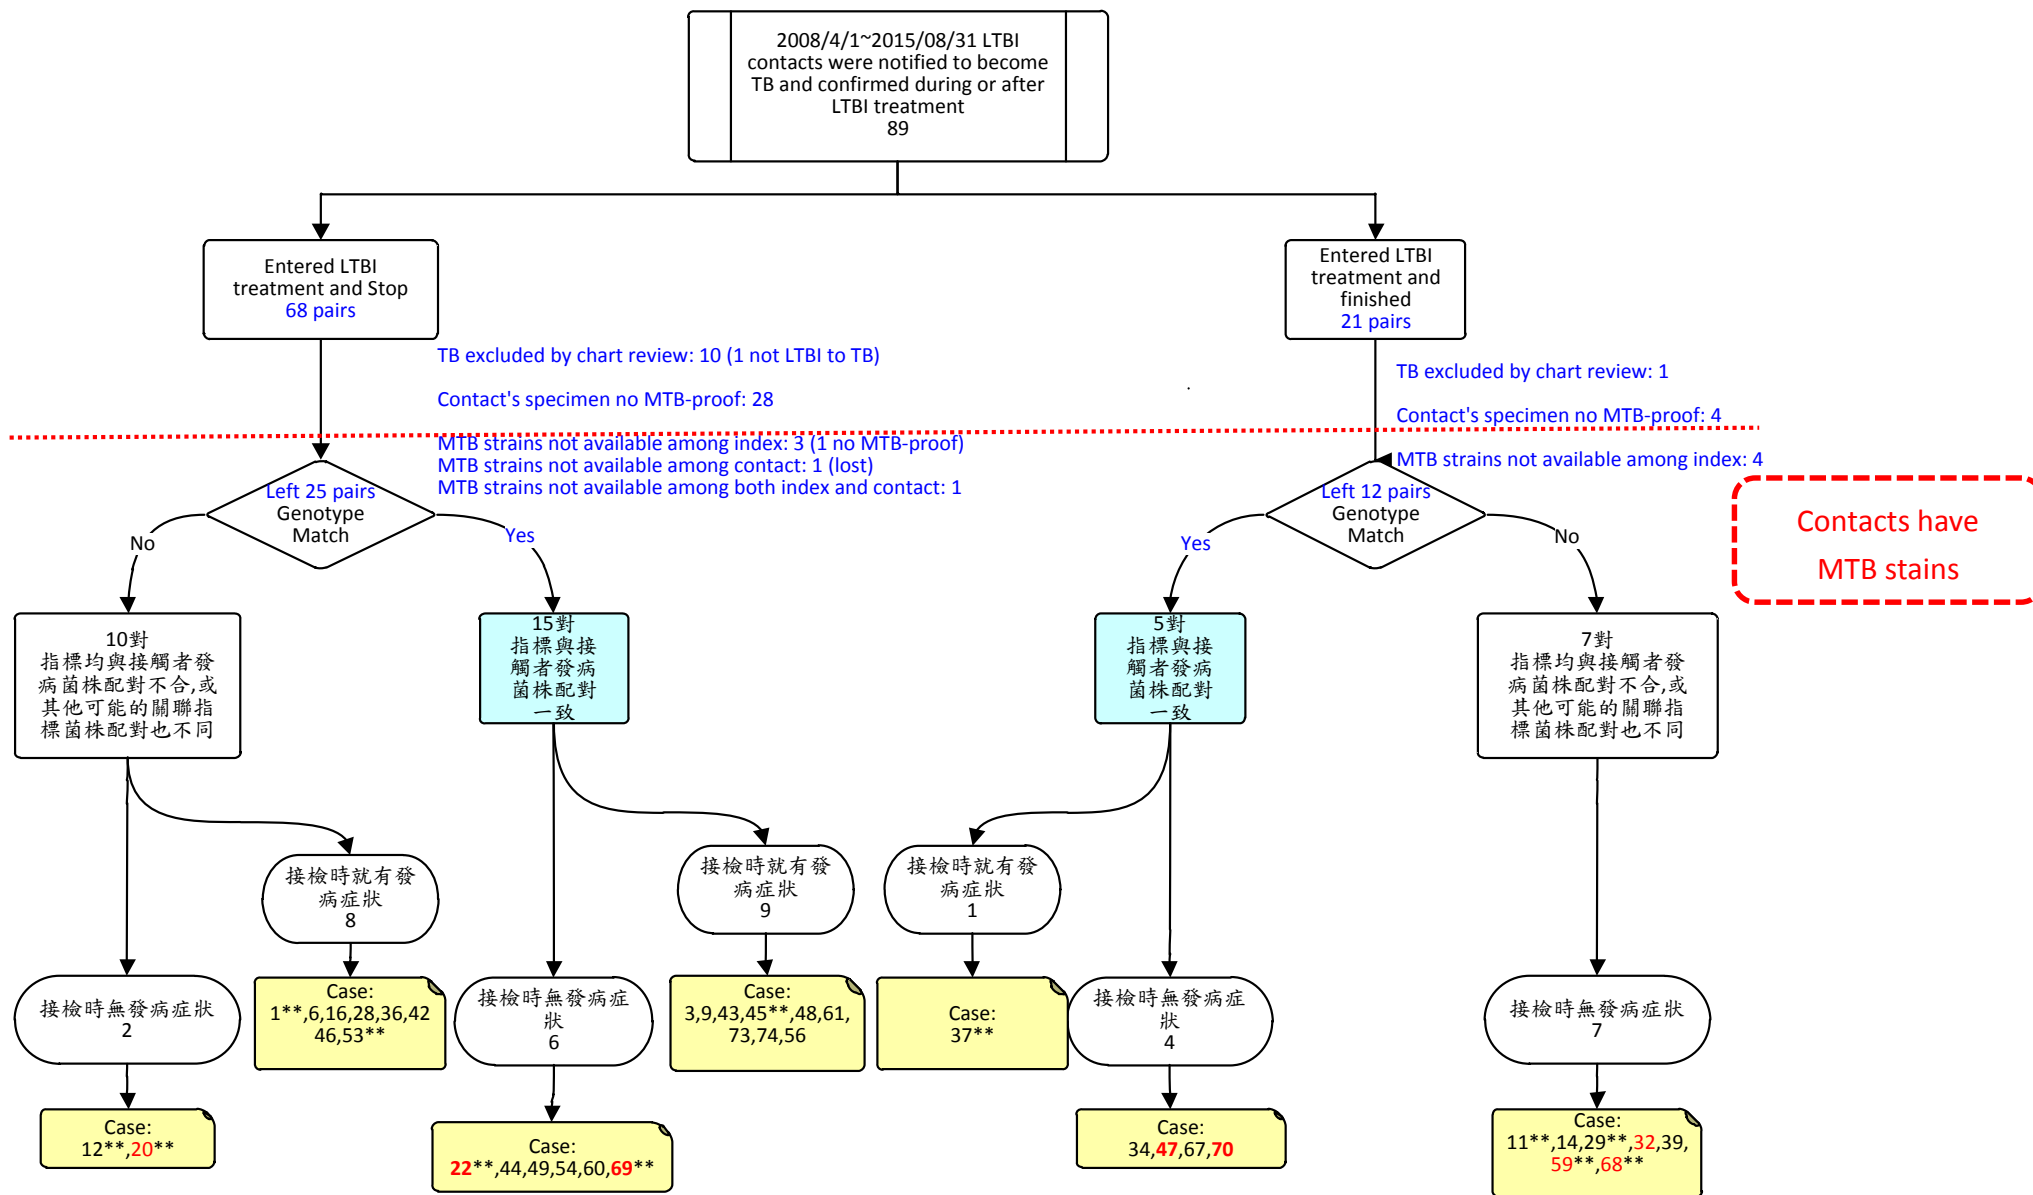 2008/4/1~2015/08/31 LTBI
contacts were notified to become
TB and confirmed during or after
LTBI treatment
89
Entered LTBI
treatment and Stop
68 pairs
Entered LTBI
treatment and
finished
21 pairs
TB excluded by chart review: 10 (1 not LTBI to TB)
Contact's specimen no MTB-proof: 28
MTB strains not available among index: 3 (1 no MTB-proof)
MTB strains not available among contact: 1 (lost)
MTB strains not available among both index and contact: 1
TB excluded by chart review: 1
Contact's specimen no MTB-proof: 4
MTB strains not available among index: 4
Left 25 pairs
Genotype
Match
No
Yes
Left 12 pairs
Genotype
Match
Yes
No
Contacts have
MTB stains
10對
指標均與接觸者發
病菌株配對不合,或
其他可能的關聯指
標菌株配對也不同
15對
指標與接
觸者發病
菌株配對
一致
5對
指標與接
觸者發病
菌株配對
一致
7對
指標均與接觸者發
病菌株配對不合,或
其他可能的關聯指
標菌株配對也不同
接檢時就有發
病症狀
8
接檢時就有發
病症狀
9
接檢時就有發
病症狀
1
接檢時無發病症狀
2
Case:
1**,6,16,28,36,42
46,53**
接檢時無發病症
狀
6
Case:
3,9,43,45**,48,61,
73,74,56
Case:
37**
接檢時無發病症
狀
4
接檢時無發病症狀
7
Case:
12**,20**
Case:
22**,44,49,54,60,69**
Case:
34,47,67,70
Case:
11**,14,29**,32,39,
59**,68**